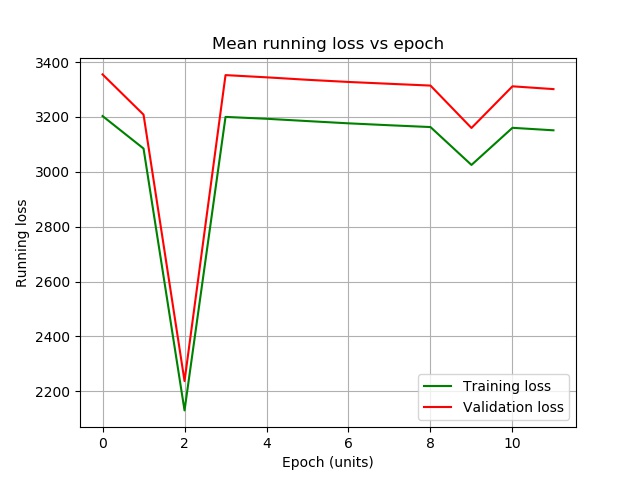 Mean running loss vs epoch
3400
3200
3000
2800
2600
2400
2200
Running loss
0 2 4 6 8 10
Epoch (units)
Training loss
Validation loss